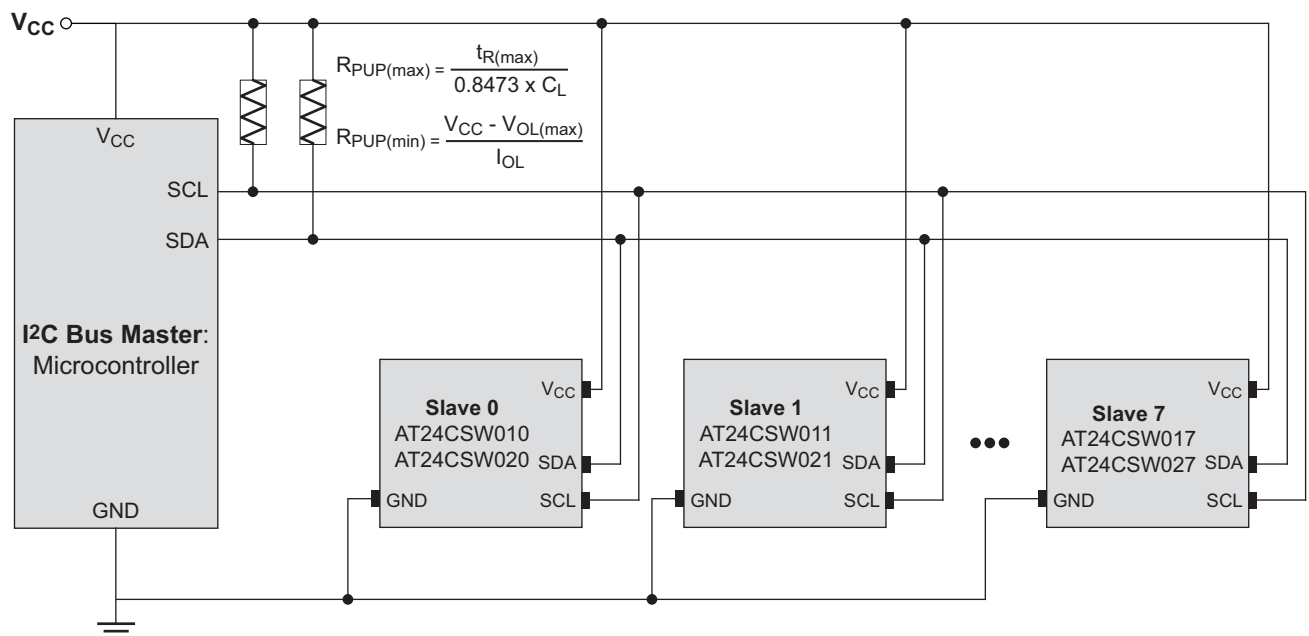 VCC
RPUP(max) = tR(max)
0.8473 x CL
RPUP(min) = VCC - VOL(max)
IOL
VCC
SCL
SDA
I2C Bus Master:
Microcontroller
GND
VCC
Slave 0
AT24CSW010
AT24CSW020
SDA
GND
SCL
VCC
Slave 1
AT24CSW011
AT24CSW021
SDA
GND
SCL
VCC
Slave 7
AT24CSW017
AT24CSW027
SDA
GND
SCL